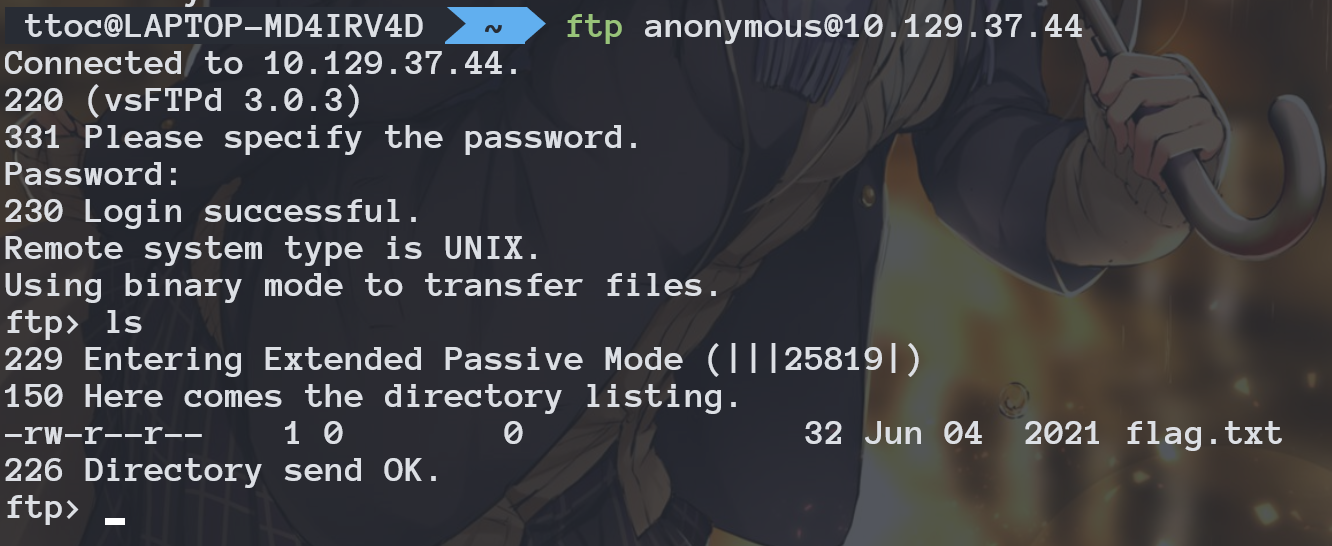 ttoc@LAPTOP-MD4IRV4D ~ ftp anonymous@10.129.37.44
Connected to 10.129.37.44.
220 (vsFTPd 3.0.3)
331 Please specify the password.
Password:
230 Login successful.
Remote system type is UNIX.
Using binary mode to transfer files.
ftp> ls
229 Entering Extended Passive Mode (|||25819|)
150 Here comes the directory listing.
-rw-r--r--    1 0        0              32 Jun 04  2021 flag.txt
226 Directory send OK.
ftp>